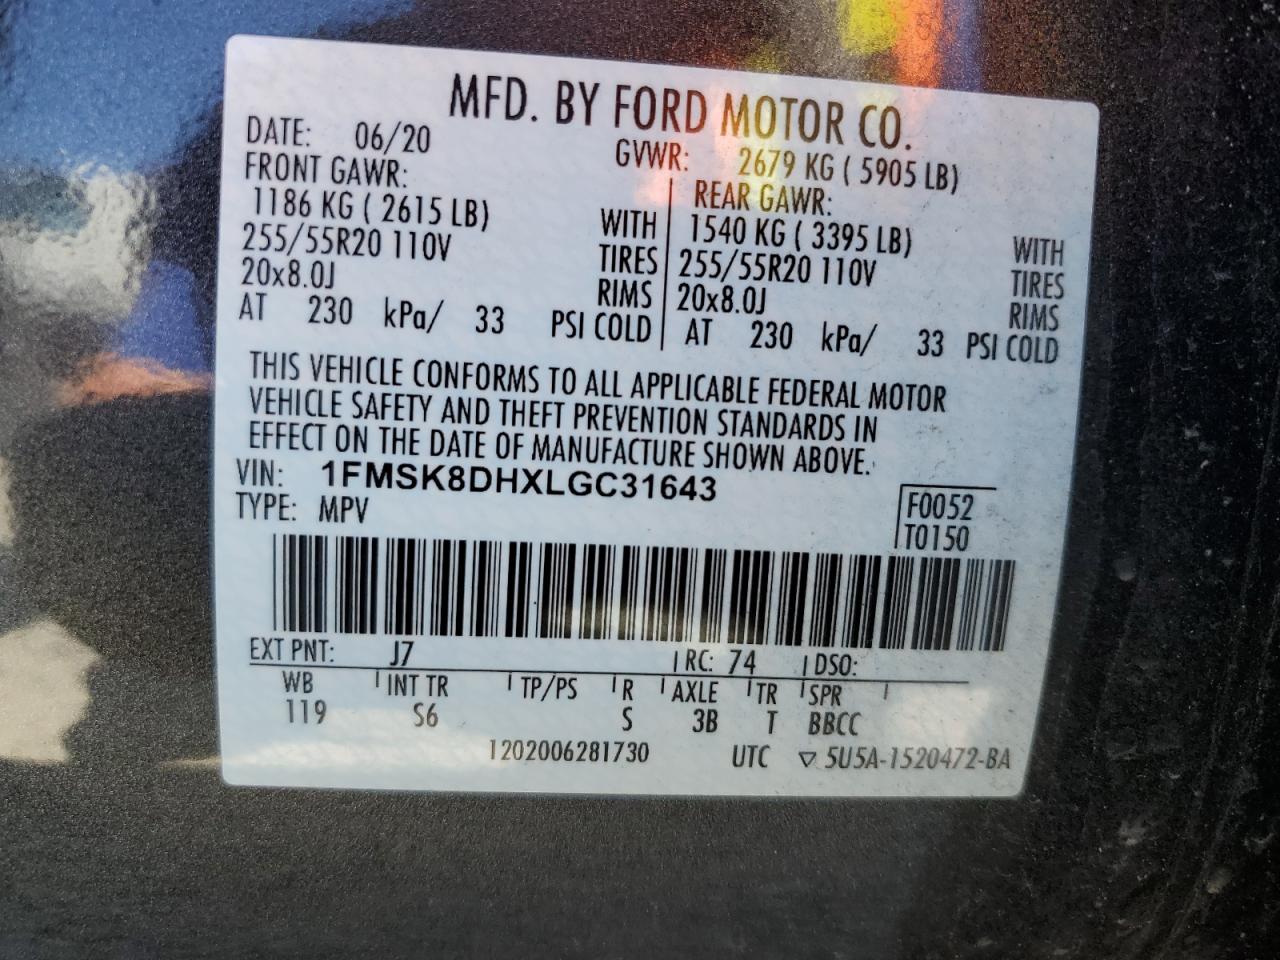 MFD. BY FORD MOTOR CO.
DATE: 06/20 GVWR: 2679 KG ( 5905 LB)
FRONT GAWR: REAR GAWR:
1186 KG ( 2615 LB) WITH 1540 KG ( 3395 LB) WITH
255/55R20 110V TIRES 255/55R20 110V TIRES
20x8.0J RIMS 20x8.0J RIMS
AT 230 kPa/ 33 PSI COLD AT 230 kPa/ 33 PSI COLD
THIS VEHICLE CONFORMS TO ALL APPLICABLE FEDERAL MOTOR
VEHICLE SAFETY AND THEFT PREVENTION STANDARDS IN
EFFECT ON THE DATE OF MANUFACTURE SHOWN ABOVE.
VIN: 1FMSK8DHXLGC31643
TYPE: MPV F0052
T0150
EXT PNT: J7 RC: 74 DSO:
WB INT TR TP/PS R AXLE TR SPR
119 S6 S 3B T BBCC
1202006281730 UTC ▽ 5U5A-1520472-BA